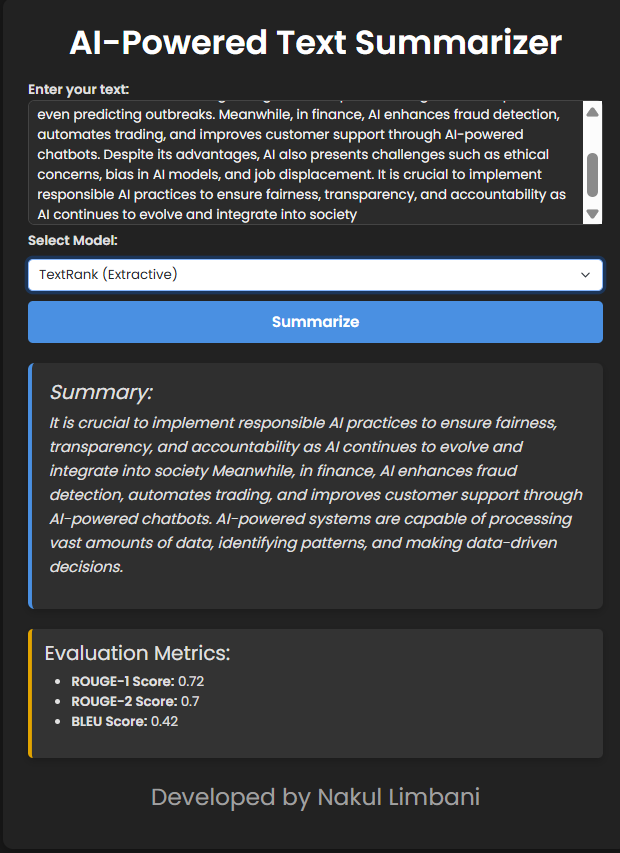 AI-Powered Text Summarizer
Enter your text:
even predicting outbreaks. Meanwhile, in finance, AI enhances fraud detection,
automates trading, and improves customer support through AI-powered
chatbots. Despite its advantages, AI also presents challenges such as ethical
concerns, bias in AI models, and job displacement. It is crucial to implement
responsible AI practices to ensure fairness, transparency, and accountability as
AI continues to evolve and integrate into society
Select Model:
TextRank (Extractive)
Summarize
Summary:
It is crucial to implement responsible AI practices to ensure fairness,
transparency, and accountability as AI continues to evolve and
integrate into society Meanwhile, in finance, AI enhances fraud
detection, automates trading, and improves customer support through
AI-powered chatbots. AI-powered systems are capable of processing
vast amounts of data, identifying patterns, and making data-driven
decisions.
Evaluation Metrics:
• ROUGE-1 Score: 0.72
• ROUGE-2 Score: 0.7
• BLEU Score: 0.42
Developed by Nakul Limbani